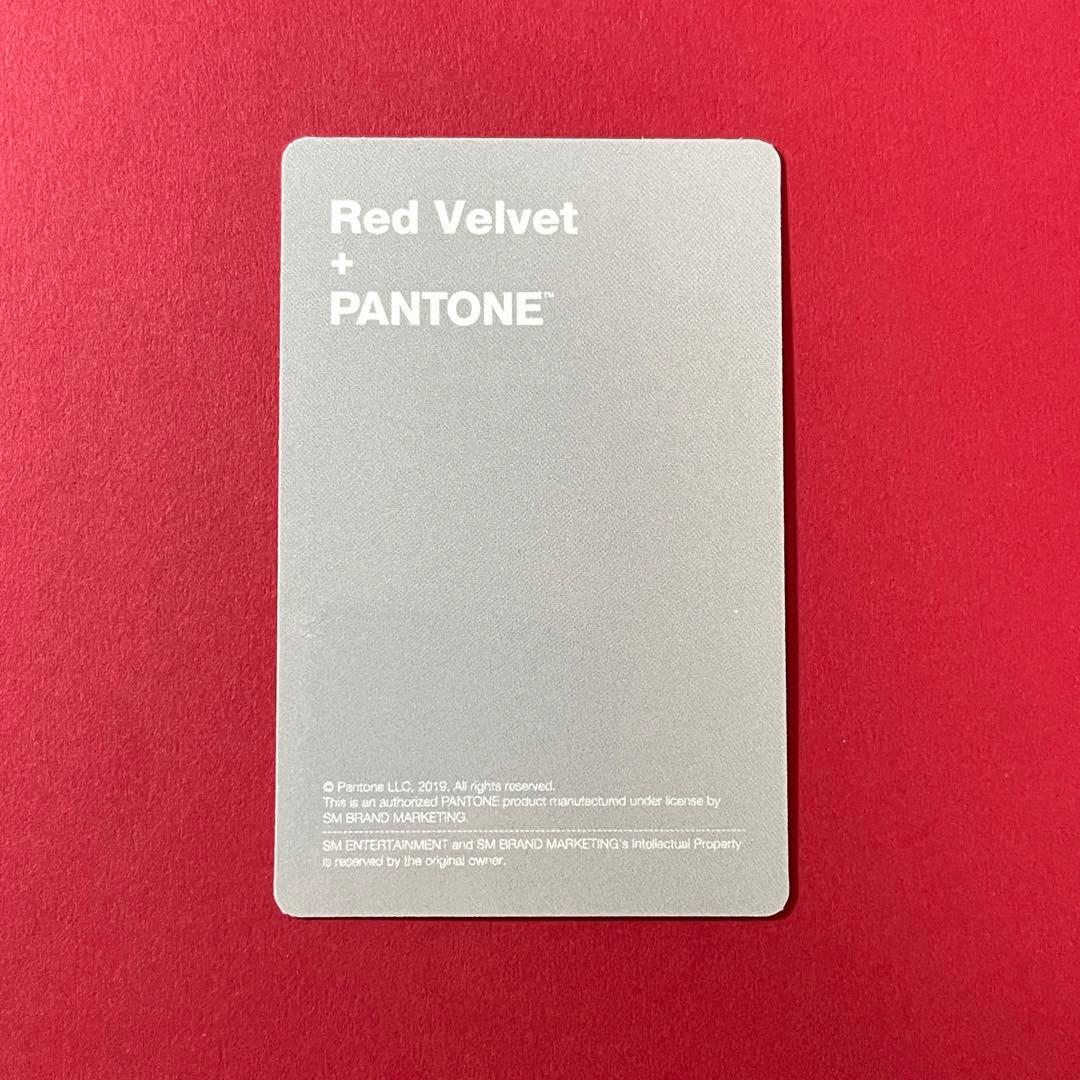 Red Velvet
+
PANTONE™
© Pantone LLC, 2019. All rights reserved.
This is an authorized PANTONE product manufactured under license by
SM BRAND MARKETING.
SM ENTERTAINMENT and SM BRAND MARKETING's Intellectual Property
is reserved by the original owner.